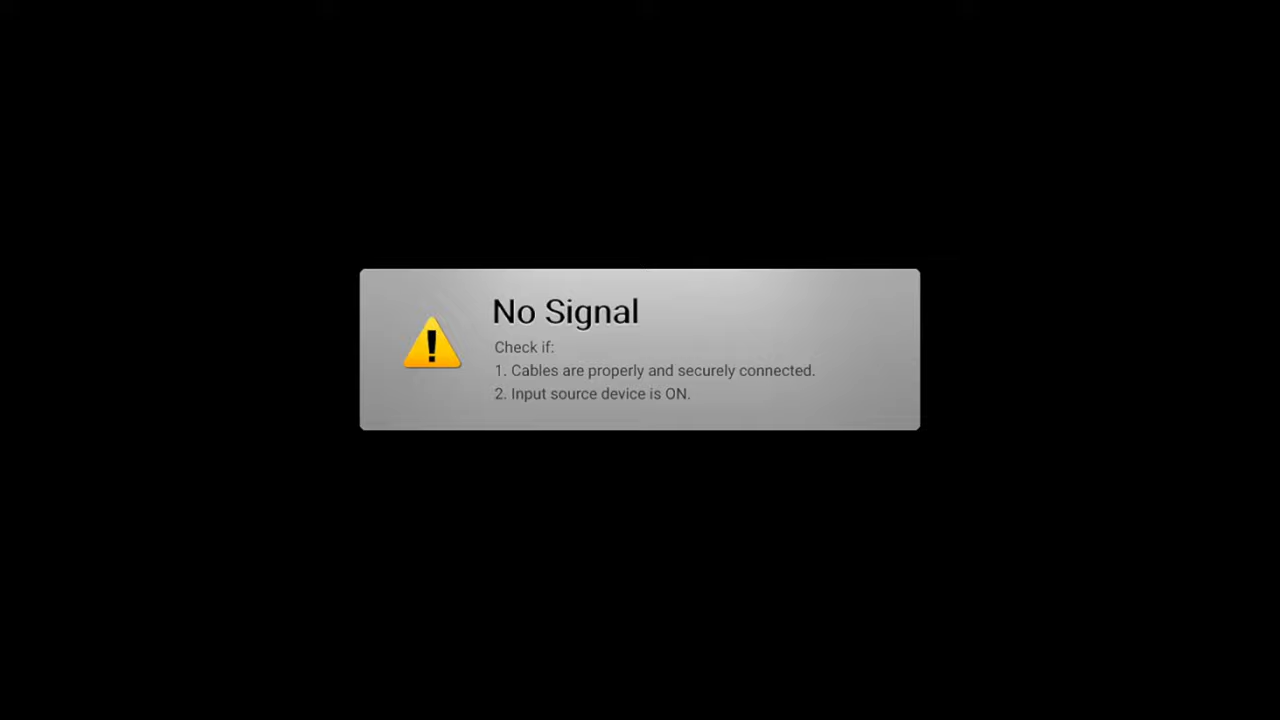 No Signal
Check if:
1. Cables are properly and securely connected.
2. Input source device is ON.